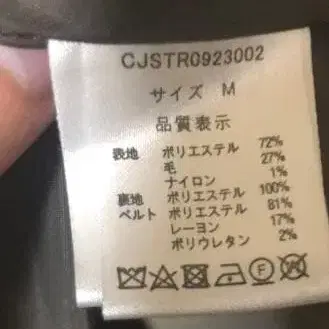 CJSTR0923002
サイズ M
品質表示
表地 ポリエステル 72%
毛 27%
ナイロン 1%
裏地 ポリエステル 100%
ベルト ポリエステル 81%
レーヨン 17%
ポリウレタン 2%